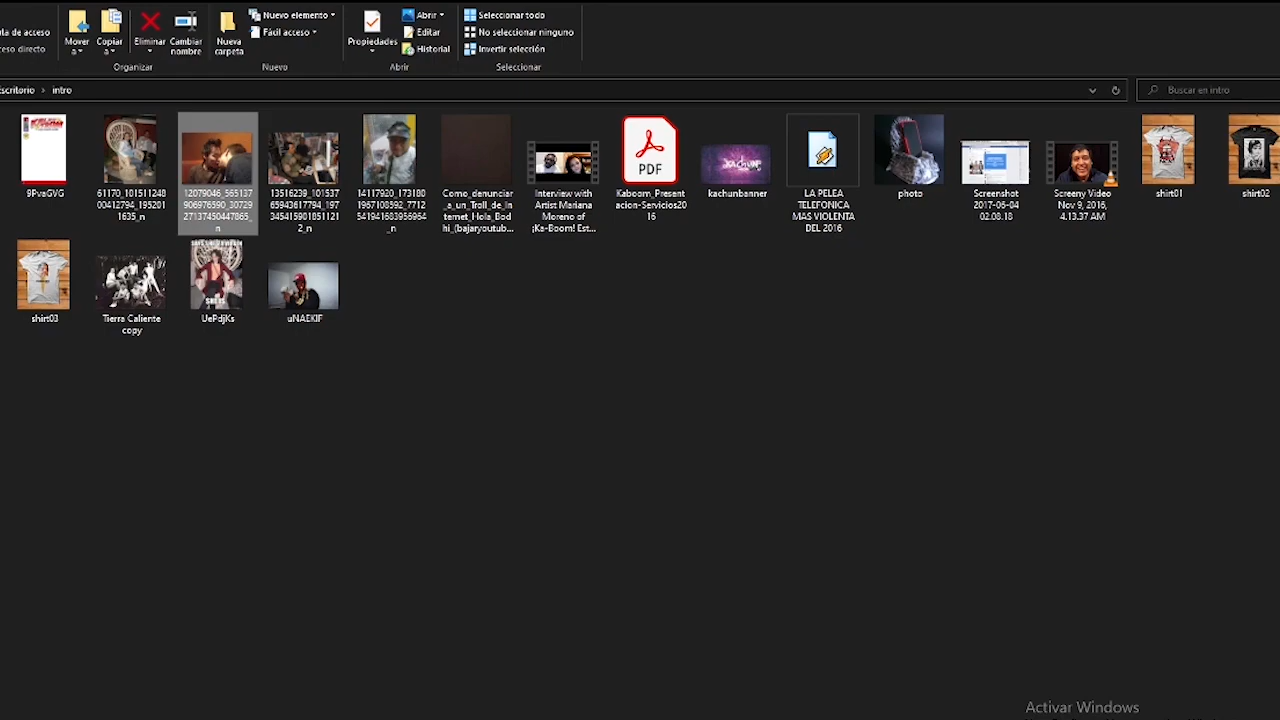 Nuevo elemento
Abrir
Seleccionar todo
ta de acceso
Fácil acceso
Editar
No seleccionar ninguno
ceso directo
Mover a
Copiar a
Eliminar
Cambiar nombre
Nueva carpeta
Propiedades
Historial
Invertir selección
Organizar
Nuevo
Abrir
Seleccionar
Escritorio > intro
Buscar en intro
9PvaGVG
61170_101511248
00412794_195201
1635_n
12079046_565137
906976590_30729
27137450447865_
n
13516239_101537
65943617794_197
345415901851121
2_n
14117920_173180
1967108592_7712
541941683956964
_n
Como_denunciar
_a_un_Troll_de_In
ternet_Hola_Bod
hi_(bajaryoutub...
Interview with
Artist Mariana
Moreno of
¡Ka-Boom! Est...
PDF
Kaboom_Present
acion-Servicios20
16
kachunbanner
LA PELEA
TELEFONICA
MAS VIOLENTA
DEL 2016
photo
Screenshot
2017-06-04
02.08.18
Screeny Video
Nov 9, 2016,
4.13.37 AM
shirt01
shirt02
shirt03
Tierra Caliente
copy
UePdjKs
uNAEKIF
Activar Windows